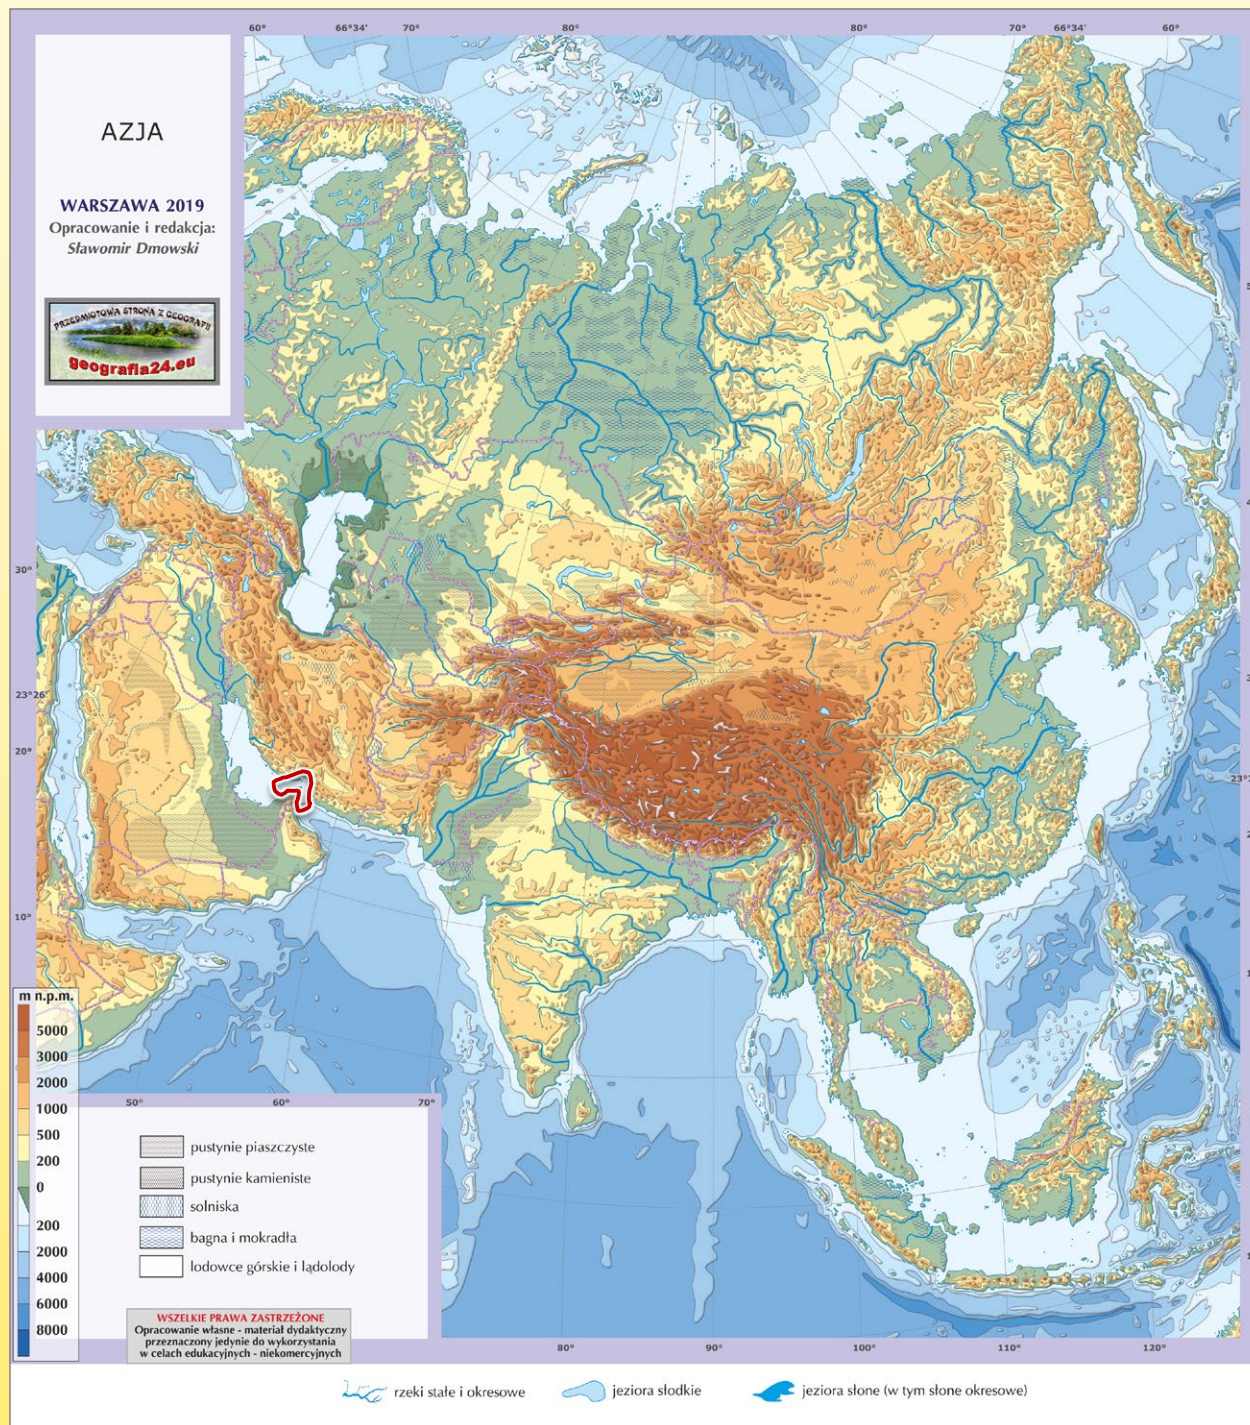 60° 66°34' 70° 80° 80° 70° 66°34' 60°
AZJA
WARSZAWA 2019
Opracowanie i redakcja:
Sławomir Dmowski
PRZEDMIOTOWA STRONA Z GEOGRAFII
geografia24.eu
30°
23°26'
20°
10°
m n.p.m.
5000
3000
2000
1000
500
200
0
200
2000
4000
6000
8000
50° 60° 70°
pustynie piaszczyste
pustynie kamieniste
solniska
bagna i mokradła
lodowce górskie i lądolody
WSZELKIE PRAWA ZASTRZEŻONE
Opracowanie własne - materiał dydaktyczny
przeznaczony jedynie do wykorzystania
w celach edukacyjnych - niekomercyjnych
80° 90° 100° 110° 120°
rzeki stałe i okresowe
jeziora słodkie
jeziora słone (w tym słone okresowe)